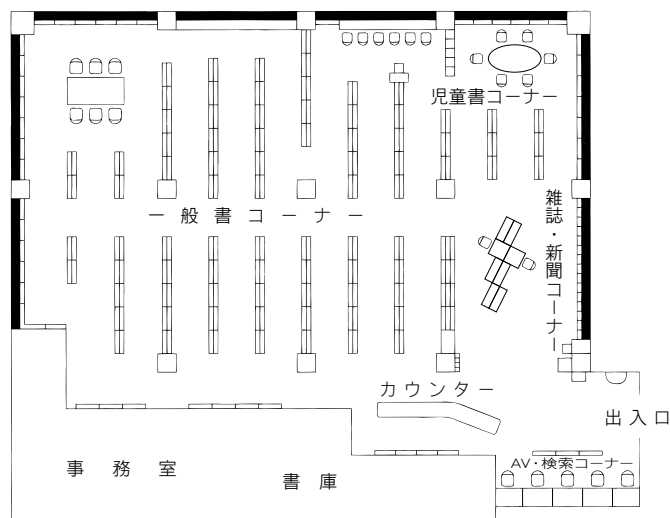 児童書コーナー
一般書コーナー
雑誌・新聞コーナー
カウンター
出入口
AV・検索コーナー
事務室
書庫